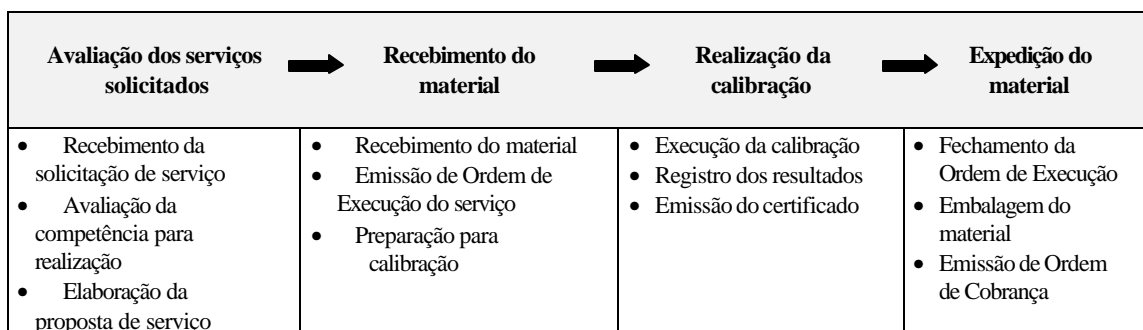 Avaliação dos serviços
solicitados
Recebimento do
material
Realização da
calibração
Expedição do
material
• Recebimento da
solicitação de serviço
• Avaliação da
competência para
realização
• Elaboração da
proposta de serviço
• Recebimento do material
• Emissão de Ordem de
Execução do serviço
• Preparação para
calibração
• Execução da calibração
• Registro dos resultados
• Emissão do certificado
• Fechamento da
Ordem de Execução
• Embalagem do
material
• Emissão de Ordem
de Cobrança